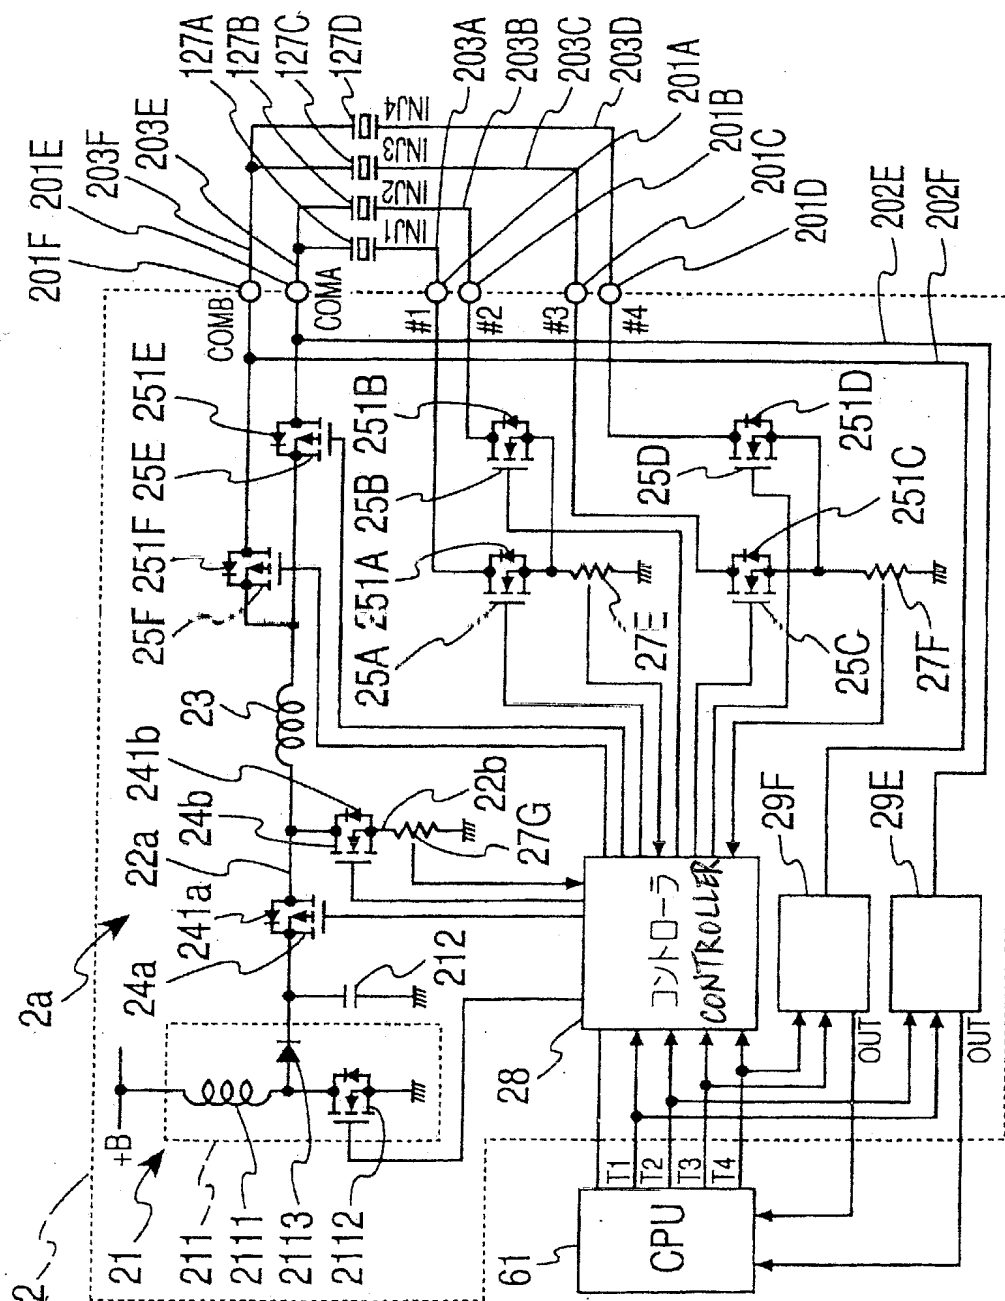 127A
127B
127C
127D
201E
203F
203E
201F
COMB
COMA
INJ4
INJ3
INJ2
INJ1
203A
203B
203C
203D
201A
201B
201C
201D
202E
202F
#1
#2
#3
#4
251E
25E
251F
25F
251B
25B
251A
25A
27E
251D
25D
251C
25C
27F
23
241b
24b
22a
22b
27G
241a
24a
2a
212
+B
2
21
2111
2111
2113
2112
28
コントローラ
CONTROLLER
29F
29E
OUT
OUT
T1
T2
T3
T4
61
CPU